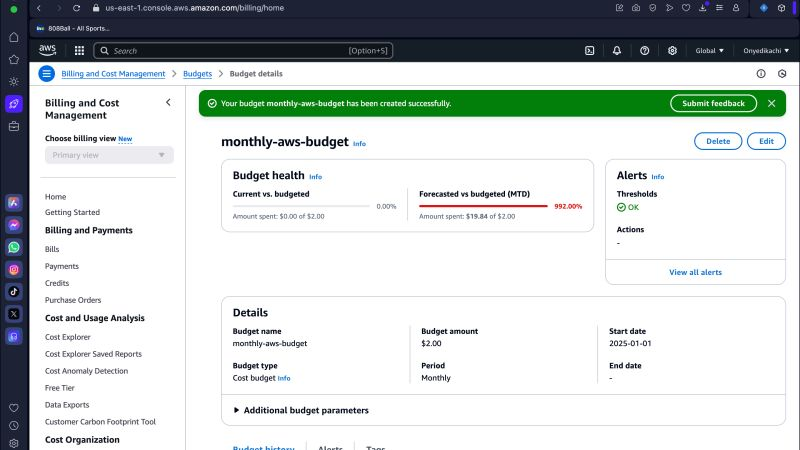 us-east-1.console.aws.amazon.com/billing/home
808Ball - All Sports...
aws
Search [Option+S]
Global ▼ Onyedikachi ▼
Billing and Cost Management > Budgets > Budget details
Billing and Cost Management
Choose billing view New
Primary view
Home
Getting Started
Billing and Payments
Bills
Payments
Credits
Purchase Orders
Cost and Usage Analysis
Cost Explorer
Cost Explorer Saved Reports
Cost Anomaly Detection
Free Tier
Data Exports
Customer Carbon Footprint Tool
Cost Organization
Your budget monthly-aws-budget has been created successfully.
Submit feedback
monthly-aws-budget Info
Delete
Edit
Budget health Info
Current vs. budgeted
0.00%
Amount spent: $0.00 of $2.00
Forecasted vs budgeted (MTD)
992.00%
Amount spent: $19.84 of $2.00
Alerts Info
Thresholds
OK
Actions
-
View all alerts
Details
Budget name
monthly-aws-budget
Budget amount
$2.00
Start date
2025-01-01
Budget type
Cost budget Info
Period
Monthly
End date
-
Additional budget parameters
Budget history
Alerts
Tags